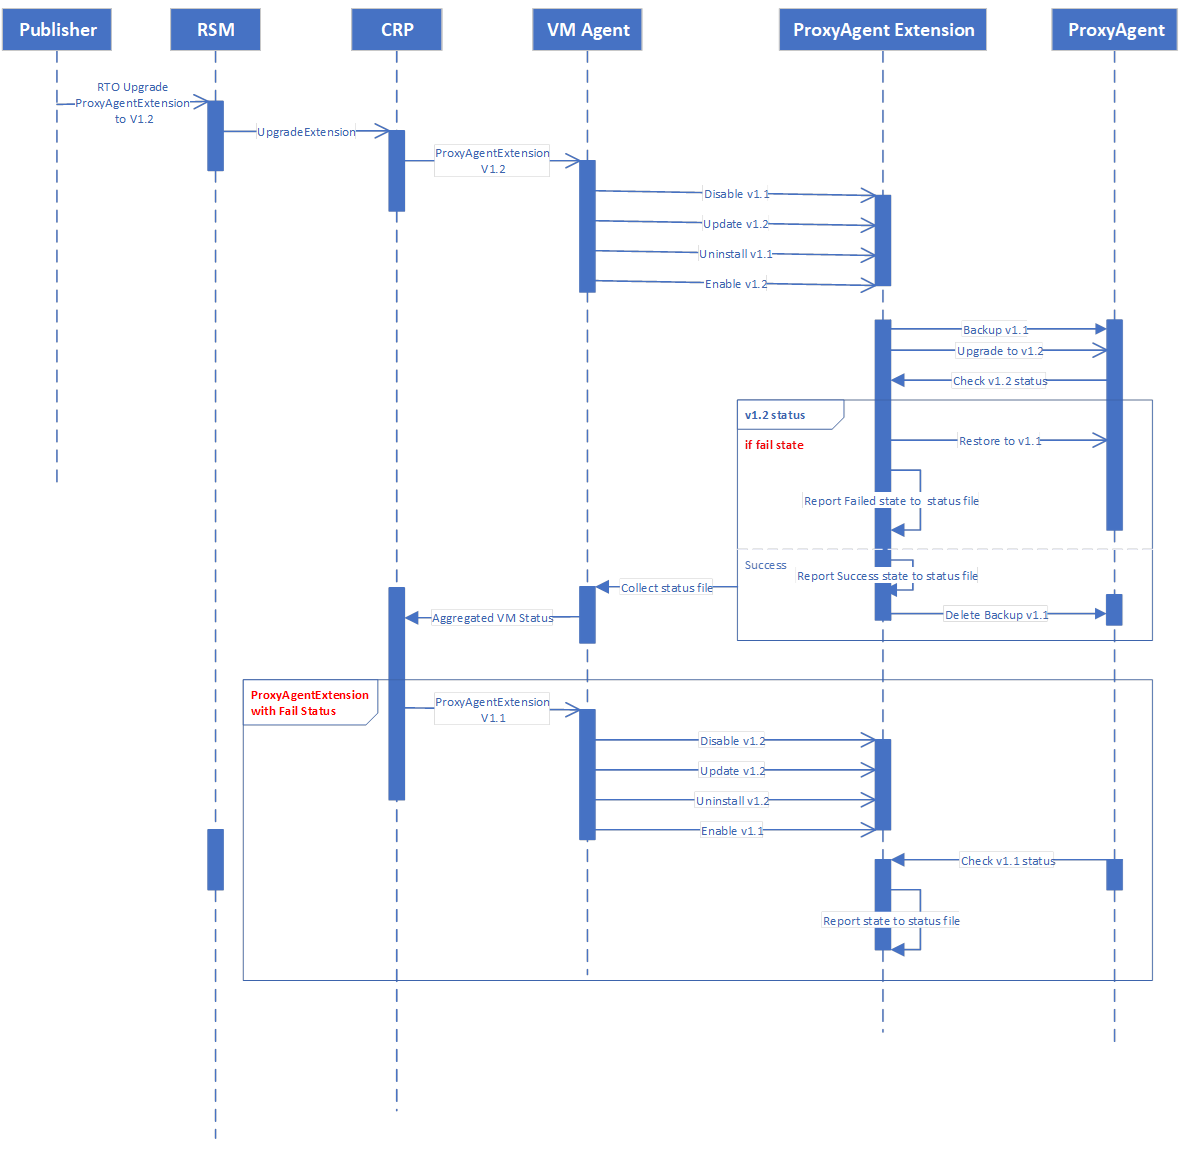 Publisher
RSM
CRP
VM Agent
ProxyAgent Extension
ProxyAgent
RTO Upgrade
ProxyAgentExtension
to V1.2
UpgradeExtension
ProxyAgentExtension
V1.2
Disable v1.1
Update v1.2
Uninstall v1.1
Enable v1.2
Backup v1.1
Upgrade to v1.2
Check v1.2 status
v1.2 status
if fail state
Restore to v1.1
Report Failed state to status file
Success
Report Success state to status file
Collect status file
Delete Backup v1.1
Aggregated VM Status
ProxyAgentExtension
with Fail Status
ProxyAgentExtension
V1.1
Disable v1.2
Update v1.2
Uninstall v1.2
Enable v1.1
Check v1.1 status
Report state to status file